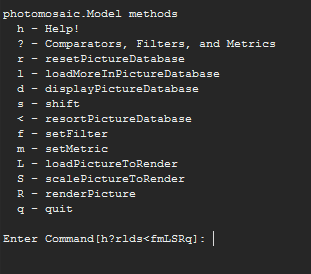 photomosaic.Model methods
h - Help!
? - Comparators, Filters, and Metrics
r - resetPictureDatabase
l - loadMoreInPictureDatabase
d - displayPictureDatabase
s - shift
< - resortPictureDatabase
f - setFilter
m - setMetric
L - loadPictureToRender
S - scalePictureToRender
R - renderPicture
q - quit
Enter Command[h?rlds<fmLSRq]: